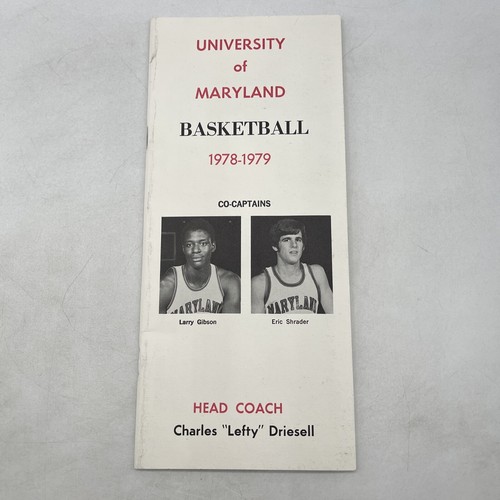 UNIVERSITY
of
MARYLAND
BASKETBALL
1978-1979
CO-CAPTAINS
MARYLAND
MARYLAND
Larry Gibson
Eric Shrader
HEAD COACH
Charles "Lefty" Driesell